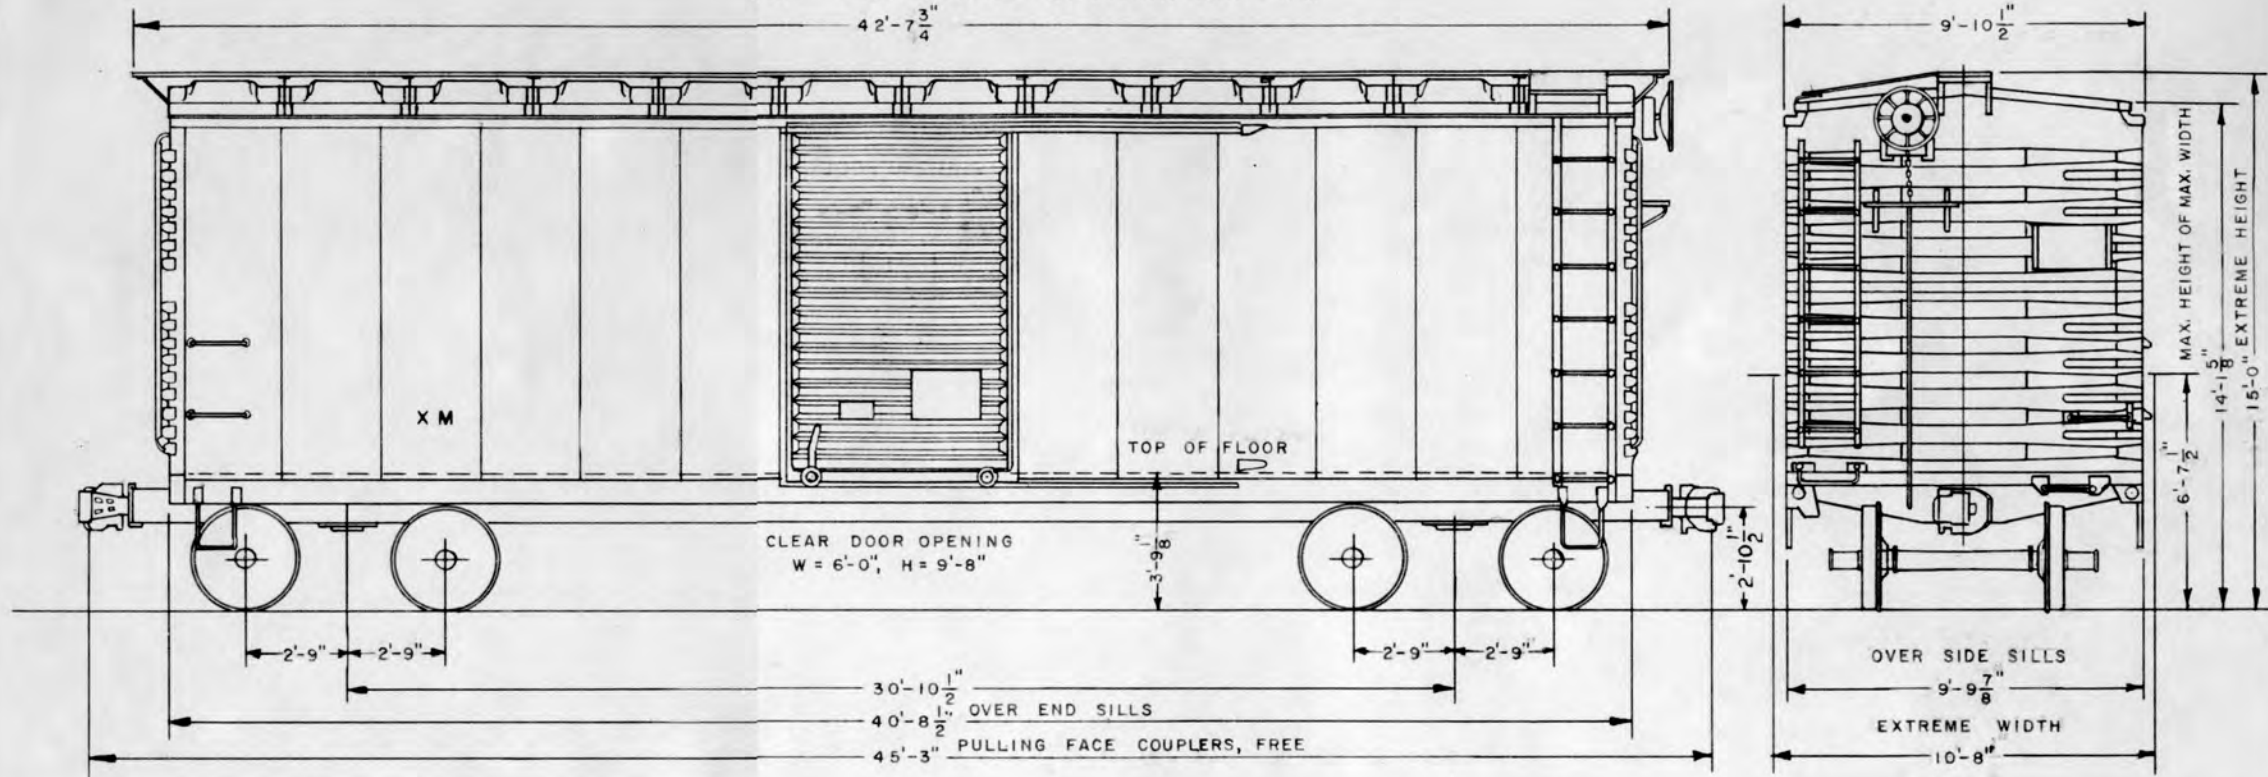 42'-7 3/4"
9'-10 1/2"
MAX. HEIGHT OF MAX. WIDTH
6'-7 1/2"
14'-1 5/8"
15'-0" EXTREME HEIGHT
X M
TOP OF FLOOR
CLEAR DOOR OPENING
W = 6'-0", H = 9'-8"
3'-9 1/8"
2'-10 1/2"
2'-9" 2'-9"
2'-9" 2'-9"
30'-10 1/2"
40'-8 1/2" OVER END SILLS
45'-3" PULLING FACE COUPLERS, FREE
OVER SIDE SILLS
9'-9 7/8"
EXTREME WIDTH
10'-8"